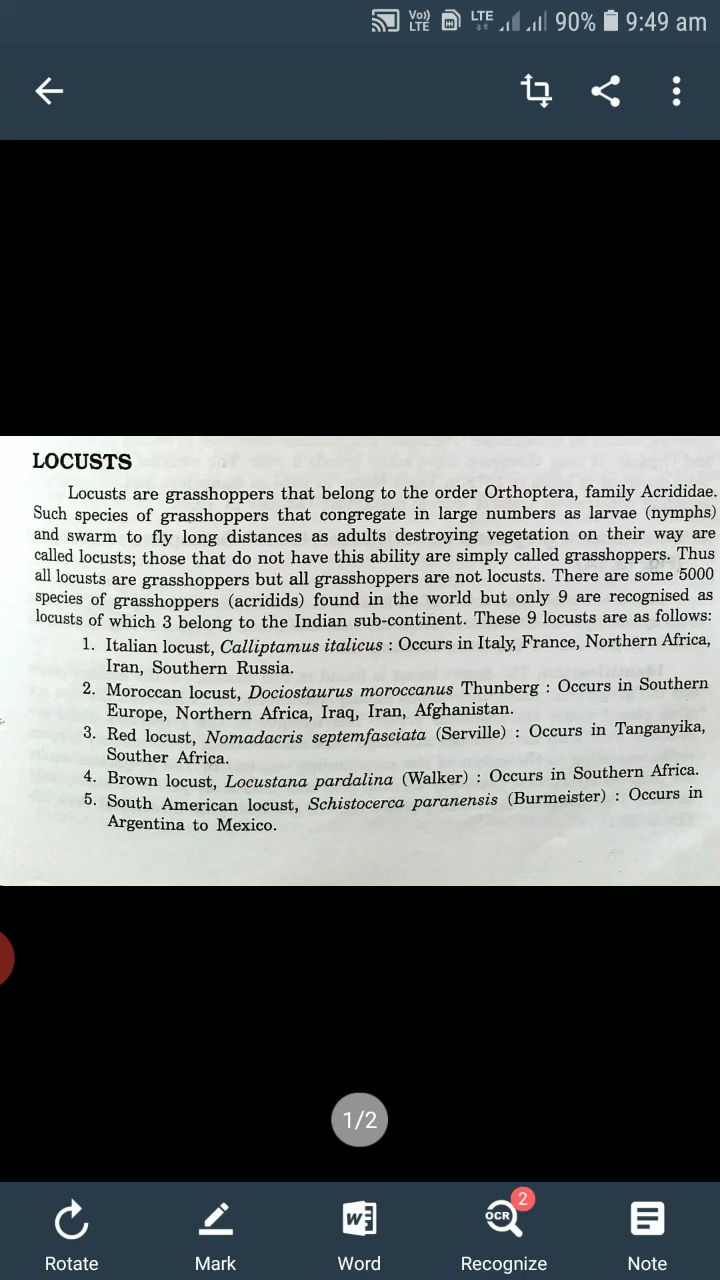 Vo)) LTE LTE 90% 9:49 am
LOCUSTS
Locusts are grasshoppers that belong to the order Orthoptera, family Acrididae.
Such species of grasshoppers that congregate in large numbers as larvae (nymphs)
and swarm to fly long distances as adults destroying vegetation on their way are
called locusts; those that do not have this ability are simply called grasshoppers. Thus
all locusts are grasshoppers but all grasshoppers are not locusts. There are some 5000
species of grasshoppers (acridids) found in the world but only 9 are recognised as
locusts of which 3 belong to the Indian sub-continent. These 9 locusts are as follows:
1. Italian locust, Calliptamus italicus : Occurs in Italy, France, Northern Africa,
Iran, Southern Russia.
2. Moroccan locust, Dociostaurus moroccanus Thunberg : Occurs in Southern
Europe, Northern Africa, Iraq, Iran, Afghanistan.
3. Red locust, Nomadacris septemfasciata (Serville) : Occurs in Tanganyika,
Souther Africa.
4. Brown locust, Locustana pardalina (Walker) : Occurs in Southern Africa.
5. South American locust, Schistocerca paranensis (Burmeister) : Occurs in
Argentina to Mexico.
1/2
W OCR 2
Rotate Mark Word Recognize Note